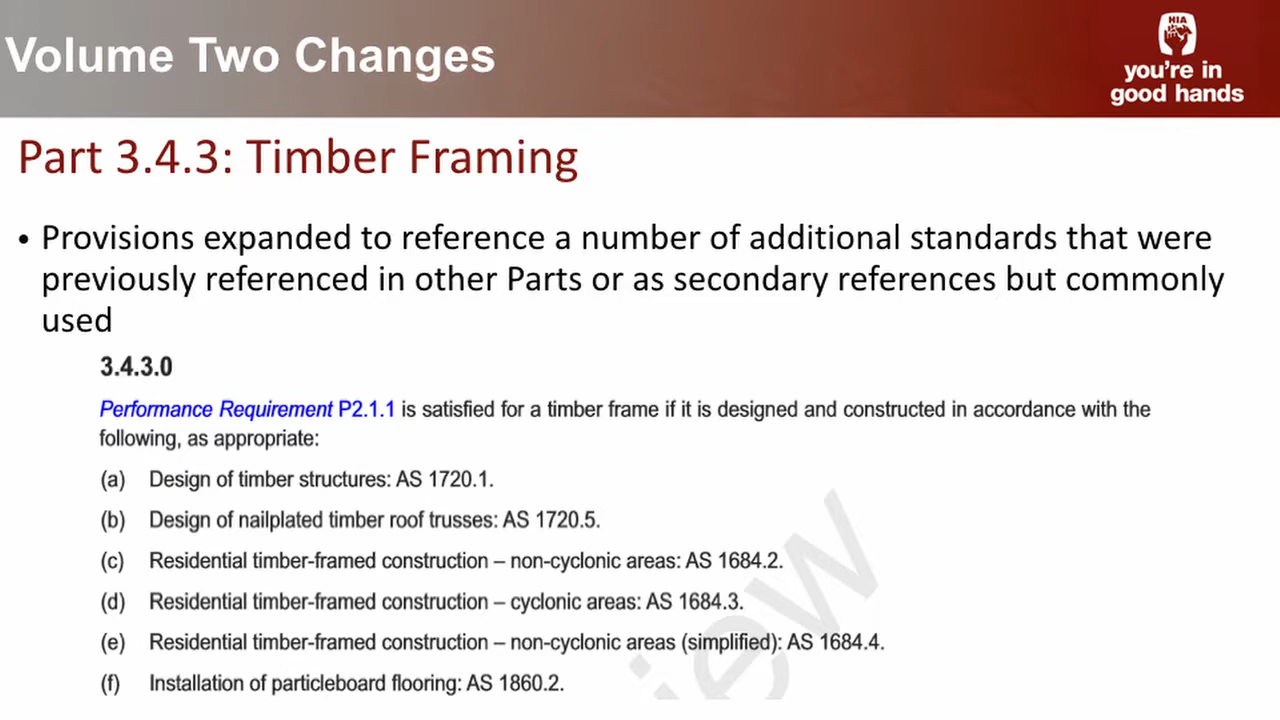 Volume Two Changes
HIA
you're in
good hands
Part 3.4.3: Timber Framing
• Provisions expanded to reference a number of additional standards that were
previously referenced in other Parts or as secondary references but commonly
used
3.4.3.0
Performance Requirement P2.1.1 is satisfied for a timber frame if it is designed and constructed in accordance with the
following, as appropriate:
(a) Design of timber structures: AS 1720.1.
(b) Design of nailplated timber roof trusses: AS 1720.5.
(c) Residential timber-framed construction – non-cyclonic areas: AS 1684.2.
(d) Residential timber-framed construction – cyclonic areas: AS 1684.3.
(e) Residential timber-framed construction – non-cyclonic areas (simplified): AS 1684.4.
(f) Installation of particleboard flooring: AS 1860.2.
iew